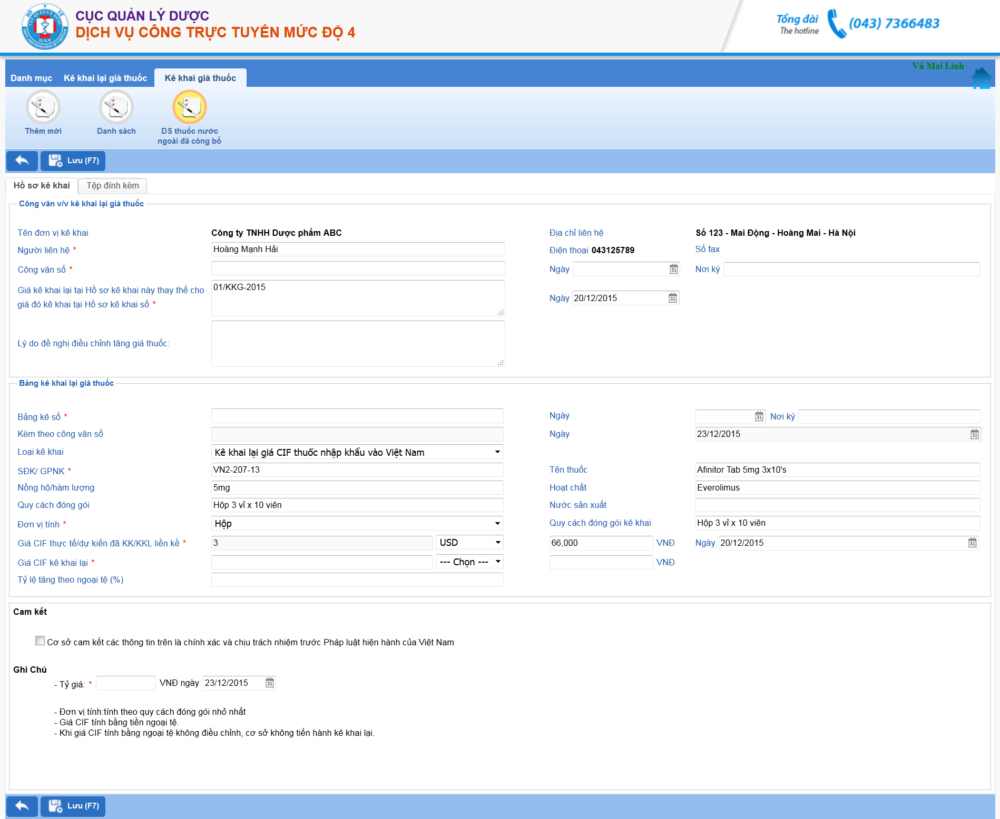 CỤC QUẢN LÝ DƯỢC
DỊCH VỤ CÔNG TRỰC TUYẾN MỨC ĐỘ 4
Tổng đài
The hotline
(043) 7366483
Vũ Mai Linh
Danh mục Kê khai lại giá thuốc Kê khai giá thuốc
Thêm mới Danh sách DS thuốc nước
ngoài đã công bố
Lưu (F7)
Hồ sơ kê khai Tệp đính kèm
Công văn v/v kê khai lại giá thuốc
Tên đơn vị kê khai Công ty TNHH Dược phẩm ABC Địa chỉ liên hệ Số 123 - Mai Động - Hoàng Mai - Hà Nội
Người liên hệ * Hoàng Mạnh Hải Điện thoại 043125789 Số fax
Công văn số * Ngày 31 Nơi ký
Giá kê khai lại tại Hồ sơ kê khai này thay thế cho
giá đó kê khai tại Hồ sơ kê khai số * 01/KKG-2015 Ngày 20/12/2015 31
Lý do đề nghị điều chỉnh tăng giá thuốc:
Bảng kê khai lại giá thuốc
Bảng kê số * Ngày 31 Nơi ký
Kèm theo công văn số Ngày 23/12/2015 31
Loại kê khai Kê khai lại giá CIF thuốc nhập khẩu vào Việt Nam
SĐK/ GPNK * VN2-207-13 Tên thuốc Afinitor Tab 5mg 3x10's
Nồng hộ/hàm lượng 5mg Hoạt chất Everolimus
Quy cách đóng gói Hộp 3 vỉ x 10 viên Nước sản xuất
Đơn vị tính * Hộp Quy cách đóng gói kê khai Hộp 3 vỉ x 10 viên
Giá CIF thực tế/dự kiến đã KK/KKL liền kề * 3 USD 66,000 VNĐ Ngày 20/12/2015 31
Giá CIF kê khai lại * --- Chọn --- VNĐ
Tỷ lệ tăng theo ngoại tệ (%)
Cam kết
Cơ sở cam kết các thông tin trên là chính xác và chịu trách nhiệm trước Pháp luật hiện hành của Việt Nam
Ghi Chú
- Tỷ giá: * VNĐ ngày 23/12/2015 31
- Đơn vị tính:tính theo quy cách đóng gói nhỏ nhất
- Giá CIF tính bằng tiền ngoại tệ.
- Khi giá CIF tính bằng ngoại tệ không điều chỉnh, cơ sở không tiến hành kê khai lại.
Lưu (F7)